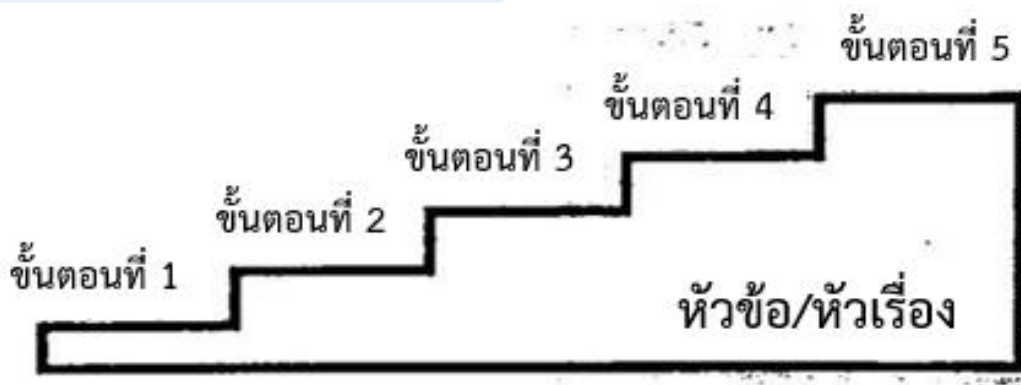 ขั้นตอนที่ 5
ขั้นตอนที่ 4
ขั้นตอนที่ 3
ขั้นตอนที่ 2
ขั้นตอนที่ 1
หัวข้อ/หัวเรื่อง